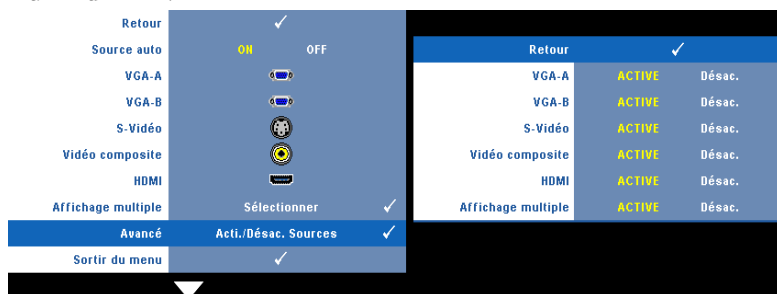 Retour
Source auto ON OFF
VGA-A
VGA-B
S-Vidéo
Vidéo composite
HDMI
Affichage multiple Sélectionner
Avancé Acti./Désac. Sources
Sortir du menu
Retour
VGA-A ACTIVE Désac.
VGA-B ACTIVE Désac.
S-Vidéo ACTIVE Désac.
Vidéo composite ACTIVE Désac.
HDMI ACTIVE Désac.
Affichage multiple ACTIVE Désac.